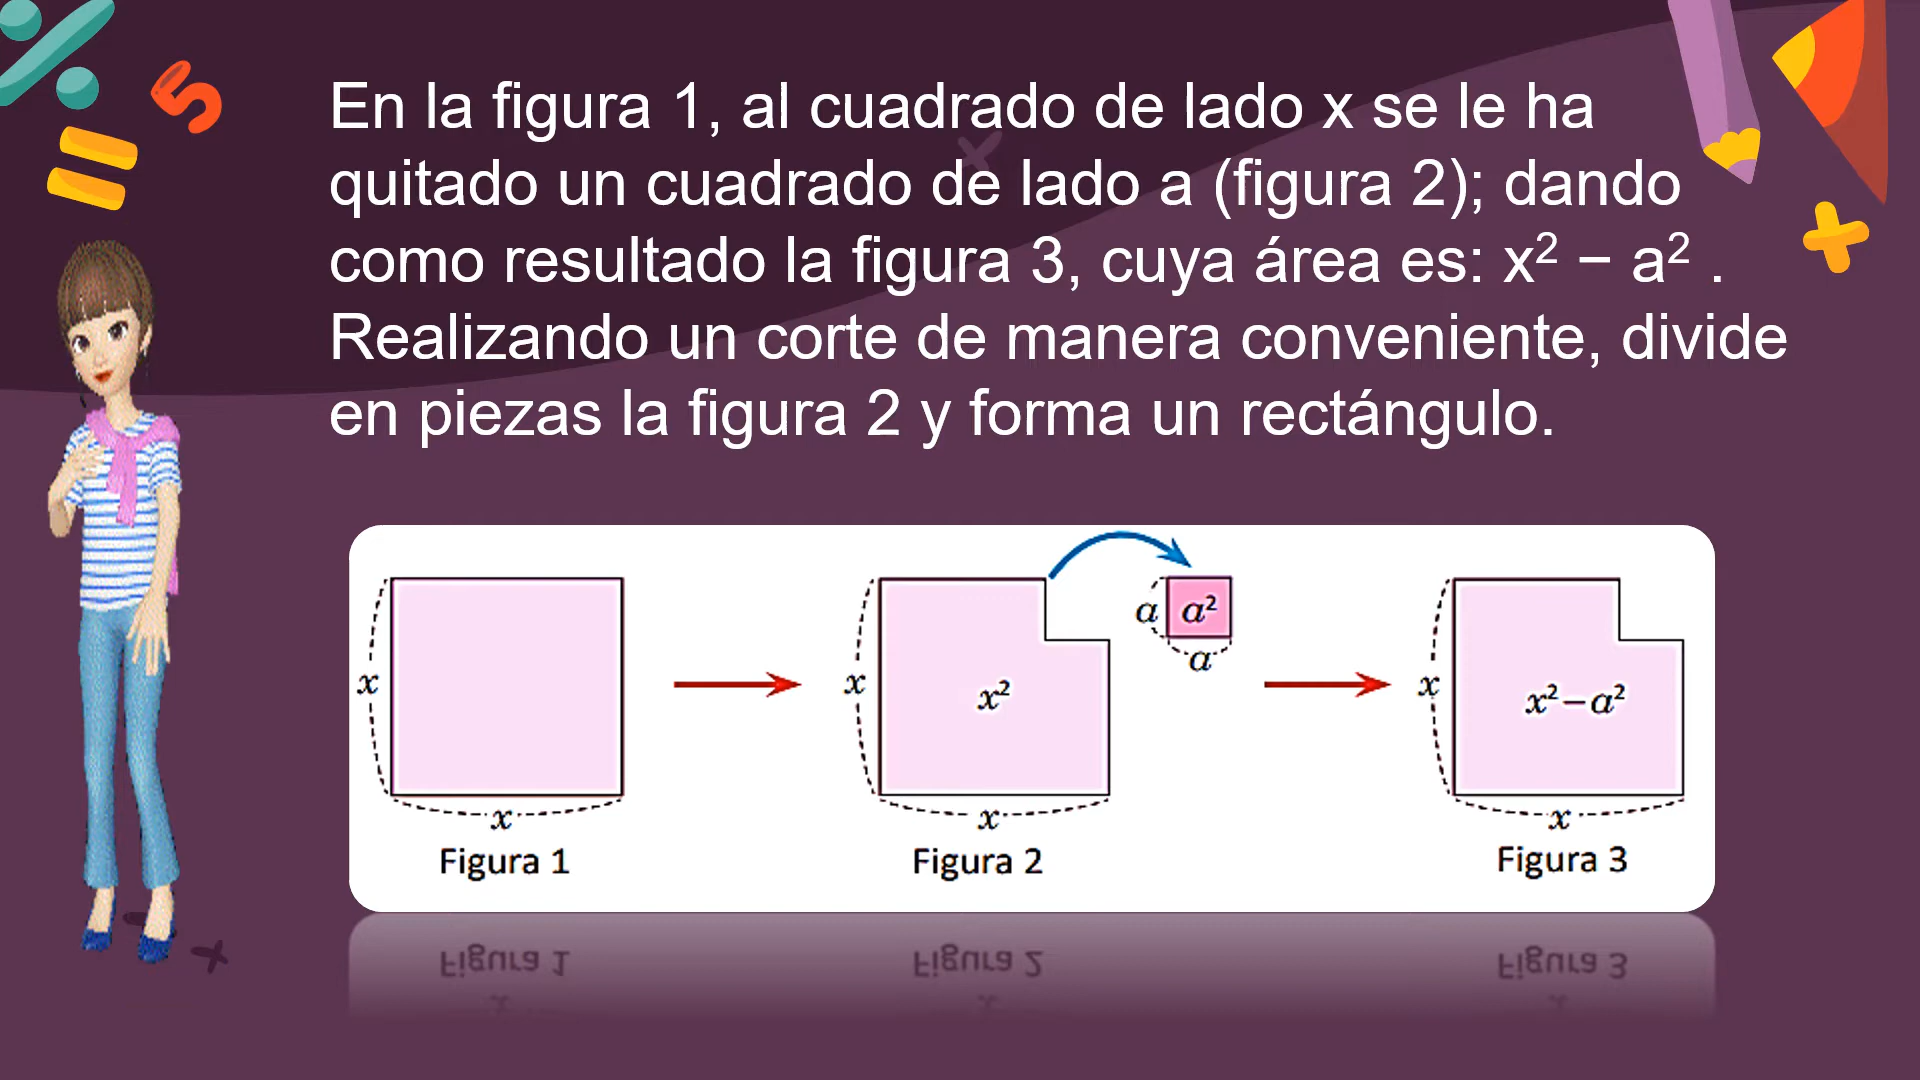 En la figura 1, al cuadrado de lado x se le ha
quitado un cuadrado de lado a (figura 2); dando
como resultado la figura 3, cuya área es: x² − a² .
Realizando un corte de manera conveniente, divide
en piezas la figura 2 y forma un rectángulo.
x
x
Figura 1
x
x²
x
Figura 2
a
a²
a
x
x²−a²
x
Figura 3